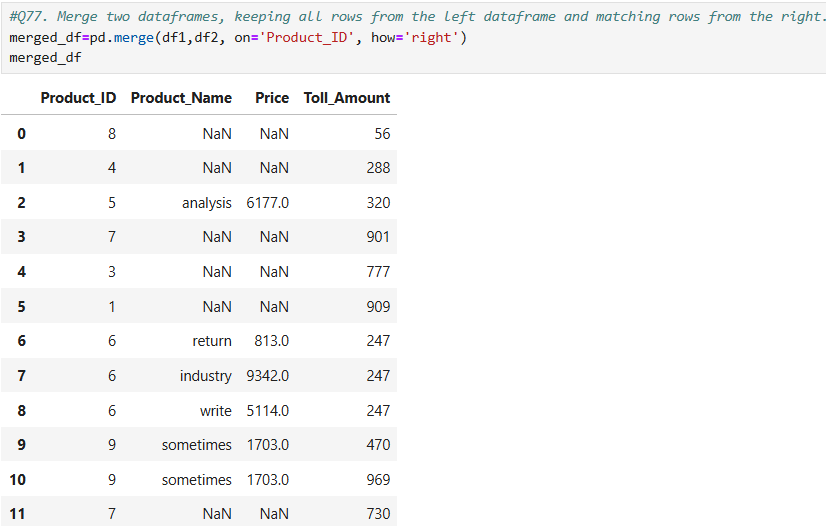 #Q77. Merge two dataframes, keeping all rows from the left dataframe and matching rows from the right.
merged_df=pd.merge(df1,df2, on='Product_ID', how='right')
merged_df
Product_ID Product_Name Price Toll_Amount
0 8 NaN NaN 56
1 4 NaN NaN 288
2 5 analysis 6177.0 320
3 7 NaN NaN 901
4 3 NaN NaN 777
5 1 NaN NaN 909
6 6 return 813.0 247
7 6 industry 9342.0 247
8 6 write 5114.0 247
9 9 sometimes 1703.0 470
10 9 sometimes 1703.0 969
11 7 NaN NaN 730